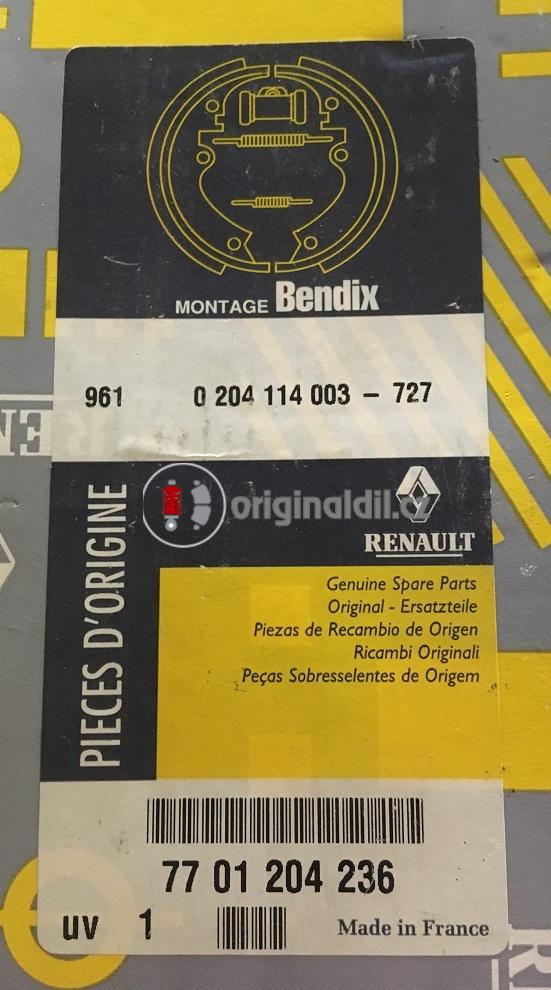 MONTAGE Bendix
961 0 204 114 003 – 727
PIECES D'ORIGINE
originaldil.cz
RENAULT
Genuine Spare Parts
Original - Ersatzteile
Piezas de Recambio de Origen
Ricambi Originali
Peças Sobresselentes de Origem
77 01 204 236
uv 1
Made in France